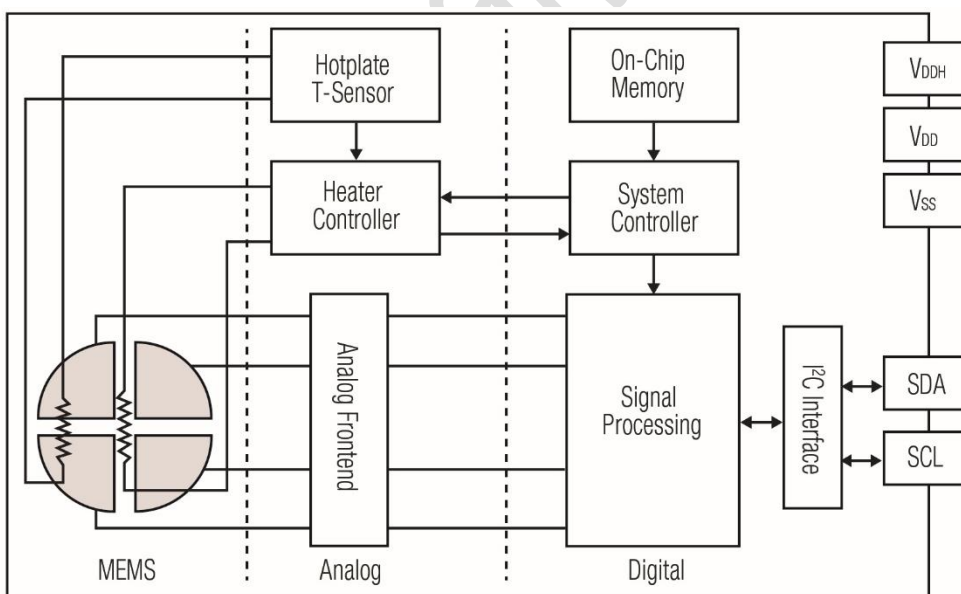 Hotplate
T-Sensor
On-Chip
Memory
VDDH
VDD
VSS
Heater
Controller
System
Controller
Analog Frontend
Signal
Processing
I²C Interface
SDA
SCL
MEMS
Analog
Digital